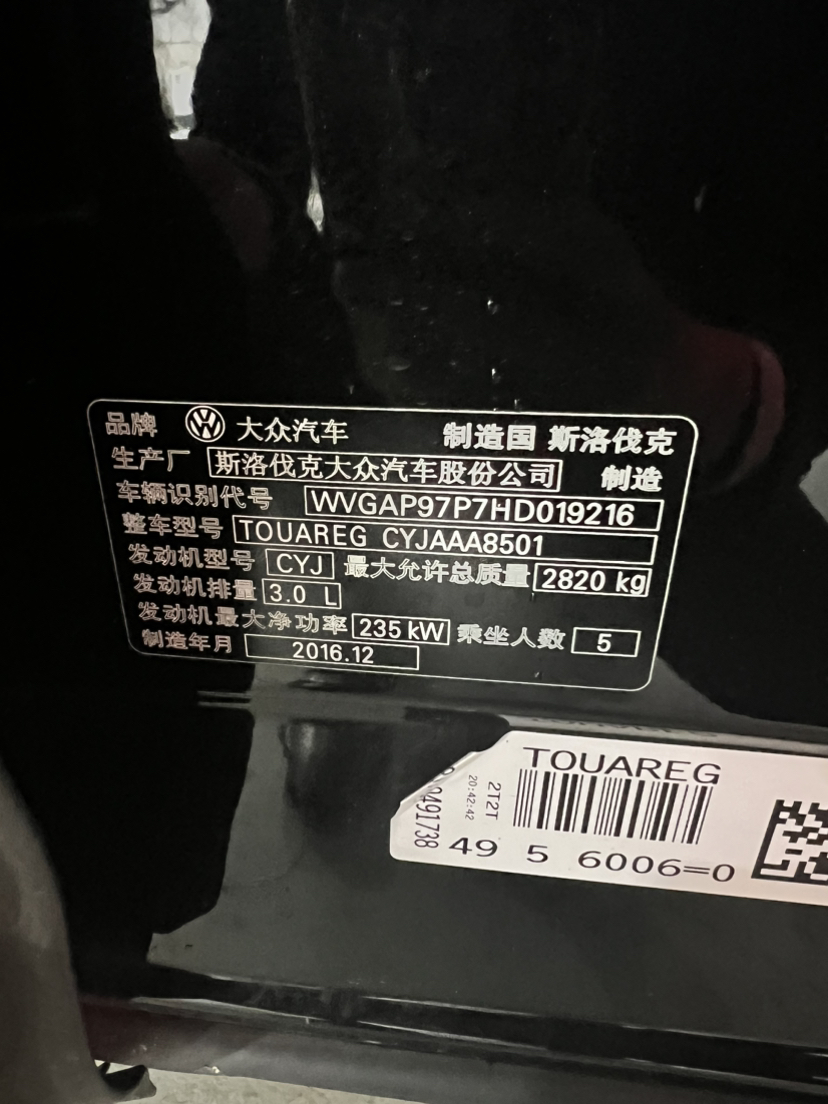 品牌 大众汽车 制造国 斯洛伐克
生产厂 斯洛伐克大众汽车股份公司 制造
车辆识别代号 WVGAP97P7HD019216
整车型号 TOUAREG CYJAAA8501
发动机型号 CYJ 最大允许总质量 2820 kg
发动机排量 3.0 L
发动机最大净功率 235 kW 乘坐人数 5
制造年月 2016.12
TOUAREG
2T2T
20:42:42
491738
49 5 6006=0